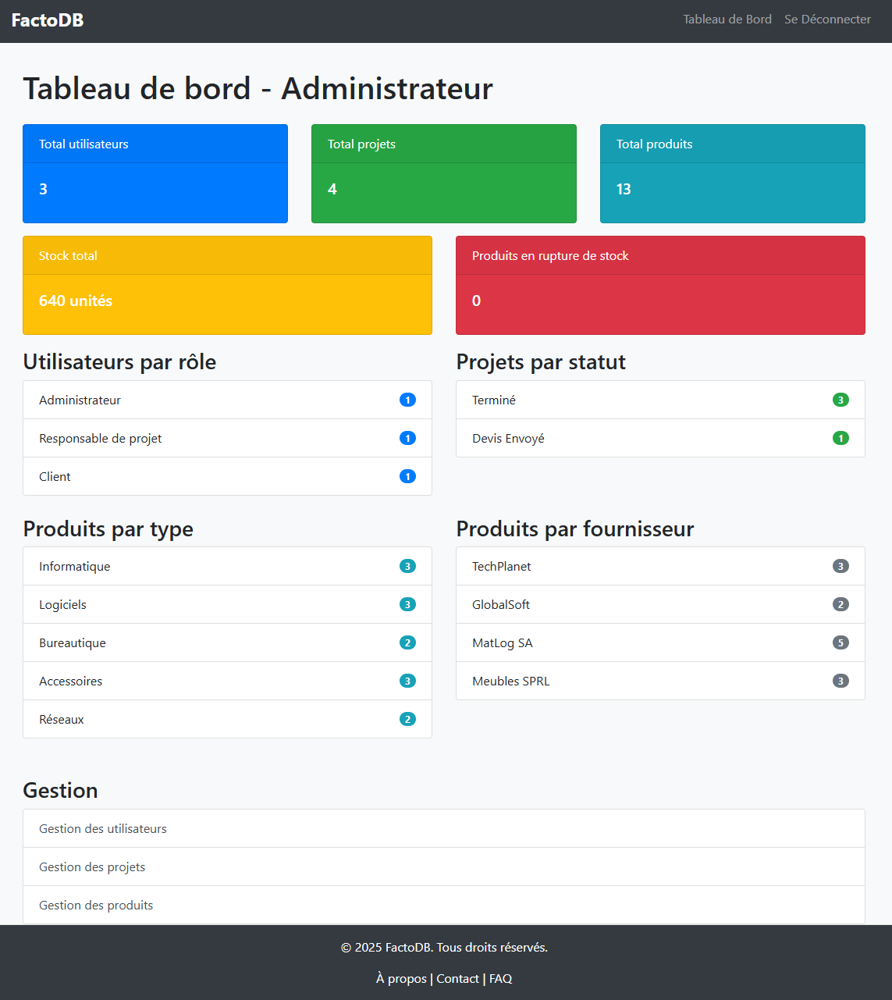 FactoDB
Tableau de Bord Se Déconnecter
Tableau de bord - Administrateur
Total utilisateurs
3
Total projets
4
Total produits
13
Stock total
640 unités
Produits en rupture de stock
0
Utilisateurs par rôle
Administrateur 1
Responsable de projet 1
Client 1
Projets par statut
Terminé 3
Devis Envoyé 1
Produits par type
Informatique 3
Logiciels 3
Bureautique 2
Accessoires 3
Réseaux 2
Produits par fournisseur
TechPlanet 3
GlobalSoft 2
MatLog SA 5
Meubles SPRL 3
Gestion
Gestion des utilisateurs
Gestion des projets
Gestion des produits
© 2025 FactoDB. Tous droits réservés.
À propos | Contact | FAQ